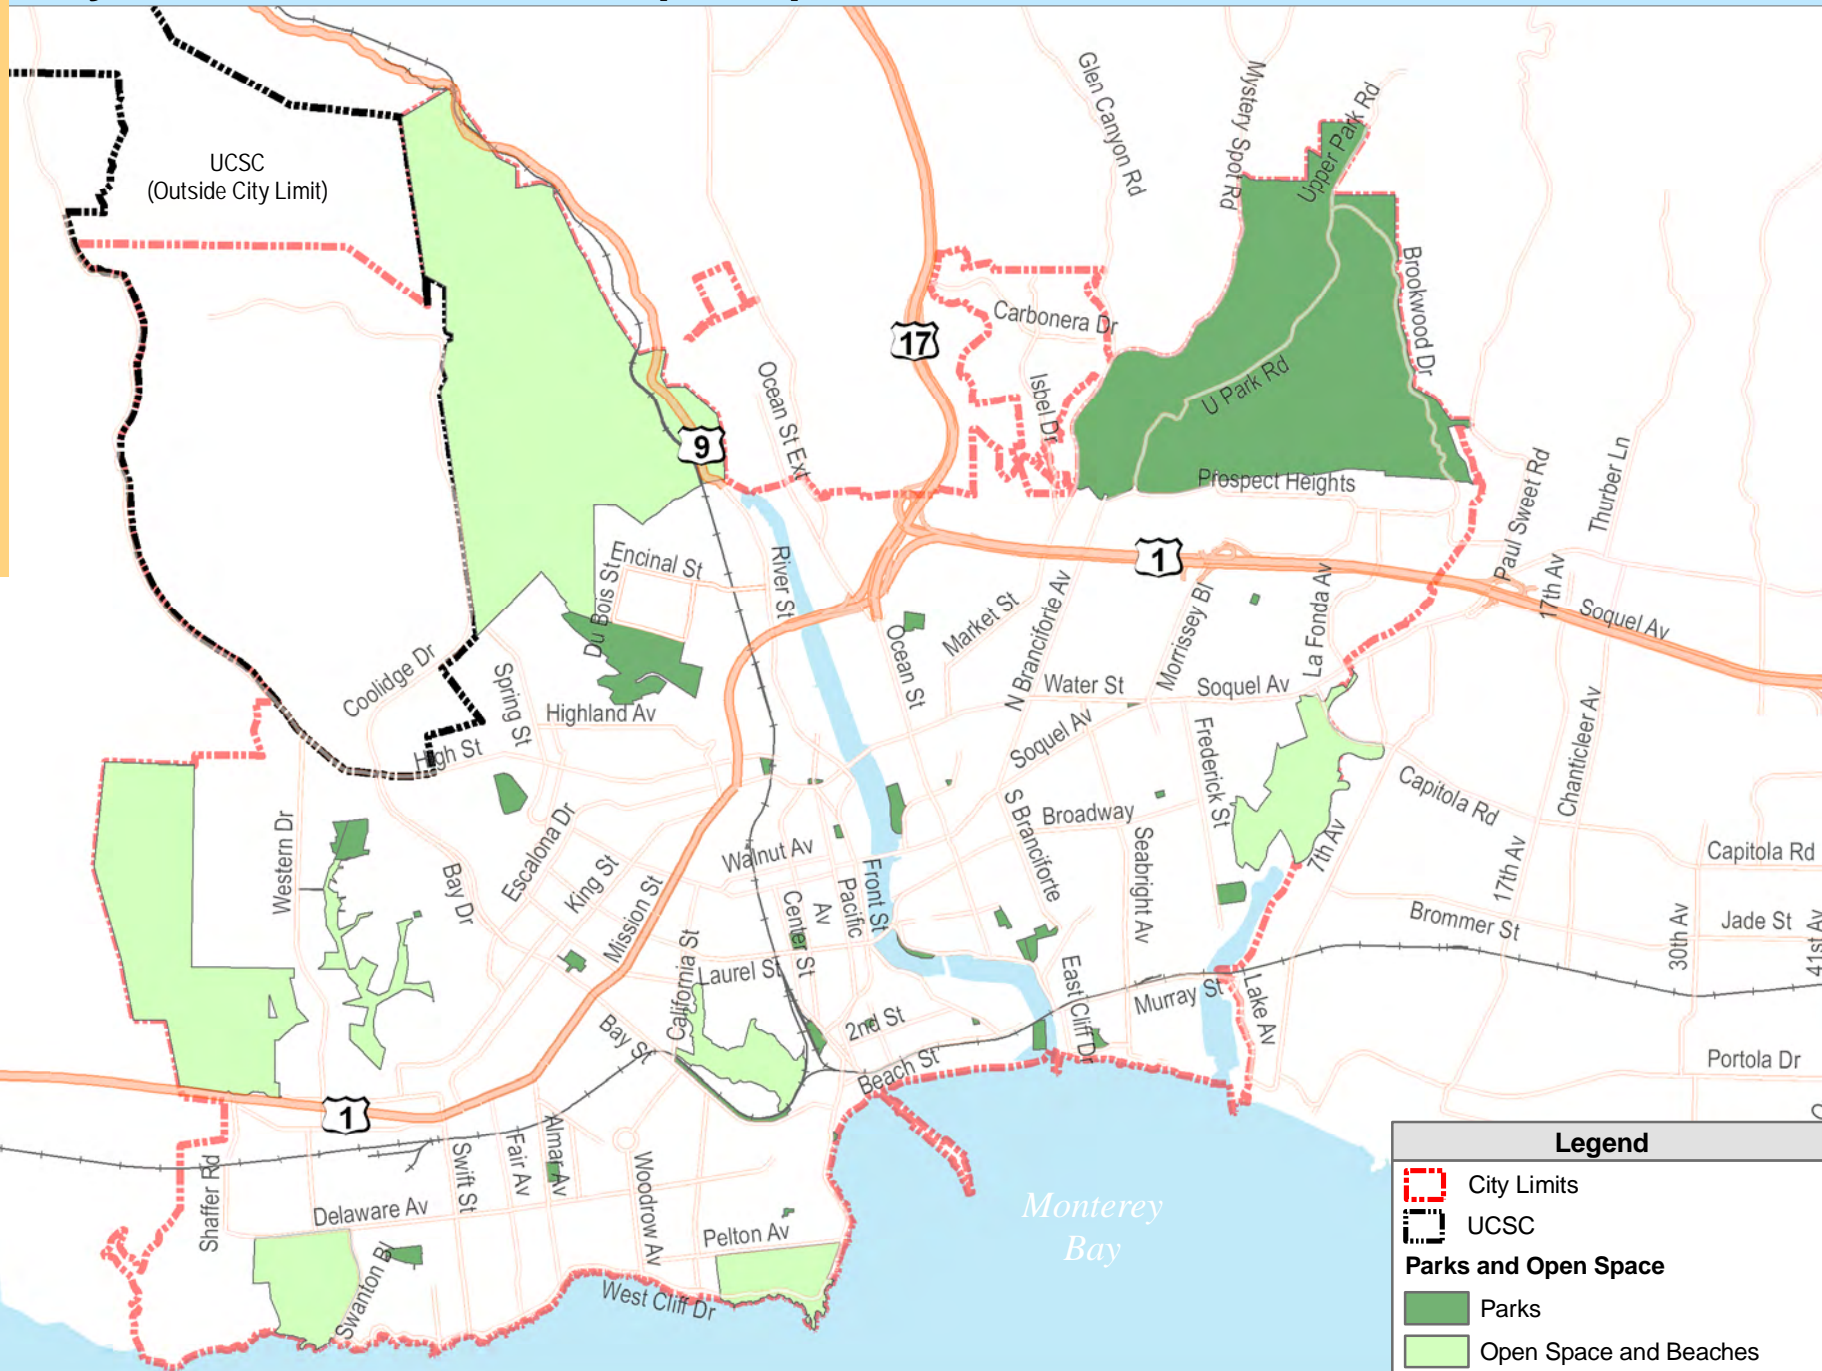 UCSC
(Outside City Limit)
Glen Canyon Rd
Mystery Spot Rd
Upper Park Rd
Brookwood Dr
17
Carbonera Dr
Isbel Dr
U Park Rd
Ocean St Ext
9
Prospect Heights
Paul Sweet Rd
Thurber Ln
1
Encinal St
Du Bois St
River St
Market St
N Branciforte Av
Morrissey Bl
La Fonda Av
17th Av
Soquel Av
Coolidge Dr
Spring St
Highland Av
High St
Ocean St
Water St
Soquel Av
Soquel Av
Frederick St
Capitola Rd
Chanticleer Av
Western Dr
Bay Dr
Escalona Dr
King St
Mission St
Walnut Av
Center St
Pacific
Av
Front St
S Branciforte
Broadway
Seabright Av
7th Av
17th Av
Capitola Rd
Brommer St
30th Av
Jade St
41st Av
California St
Laurel St
Bay St
2nd St
Beach St
East Cliff Dr
Murray St
Lake Av
Portola Dr
1
Shaffer Rd
Delaware Av
Swift St
Fair Av
Almar Av
Woodrow Av
Pelton Av
Swanton Bl
West Cliff Dr
Monterey
Bay
Legend
City Limits
UCSC
Parks and Open Space
Parks
Open Space and Beaches